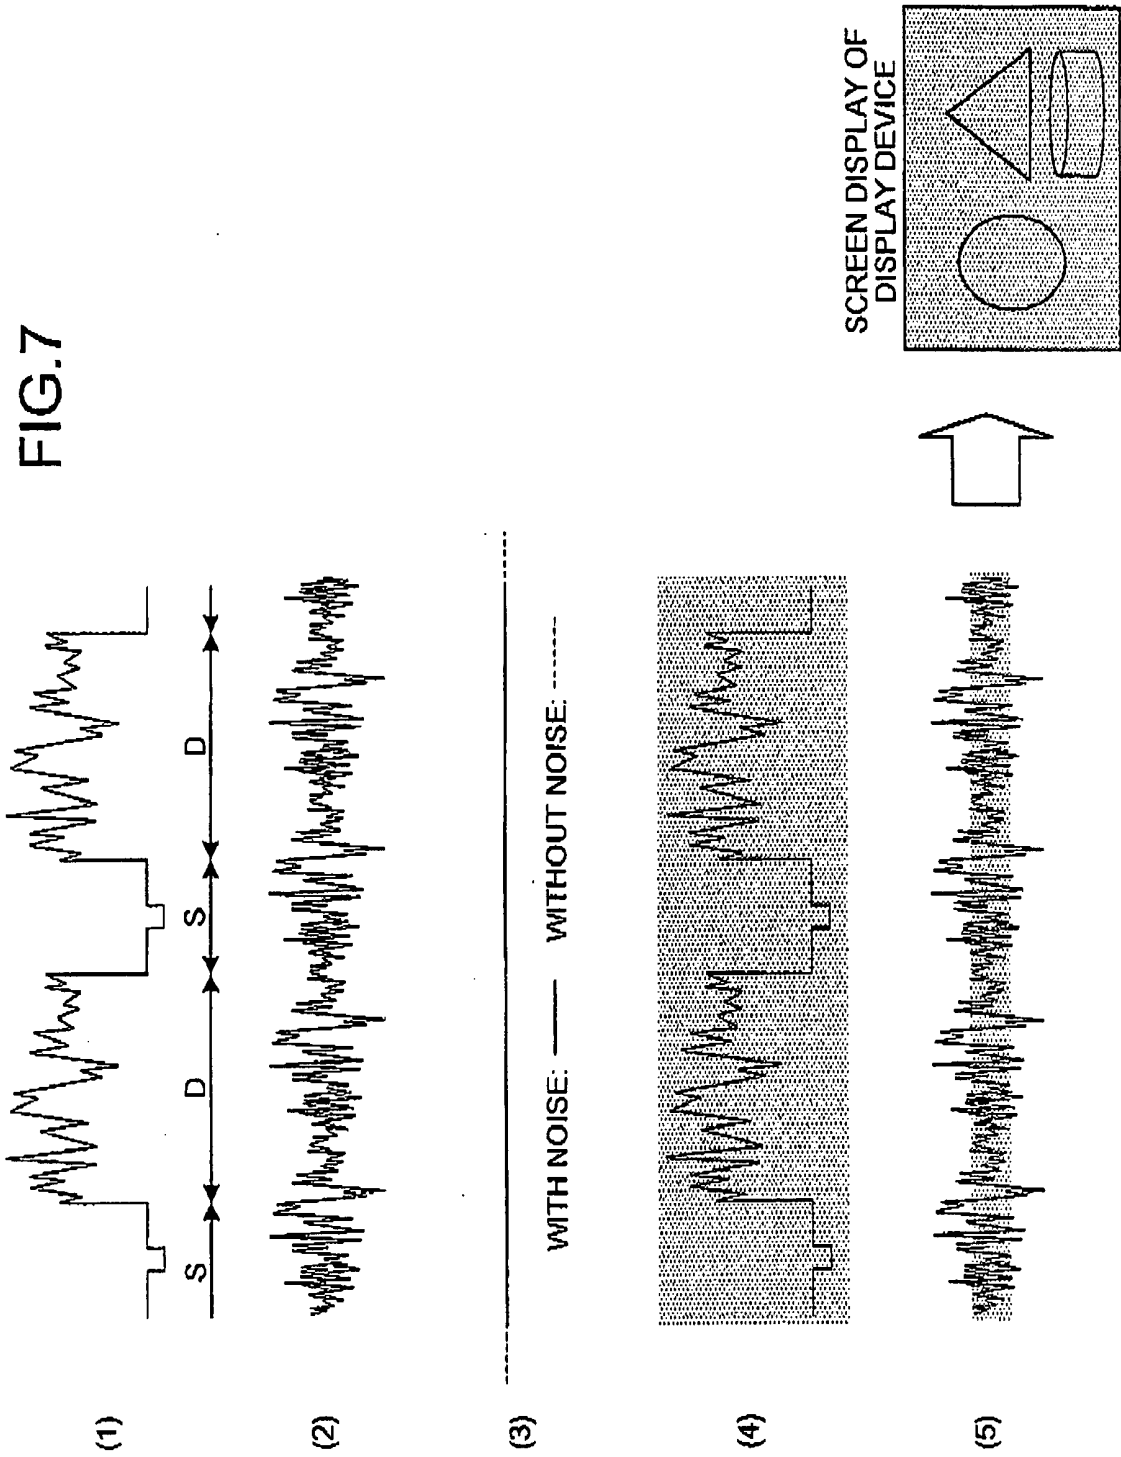 FIG.7
(1)
S
D
S
D
(2)
(3)
WITH NOISE:
WITHOUT NOISE:
(4)
(5)
SCREEN DISPLAY OF
DISPLAY DEVICE